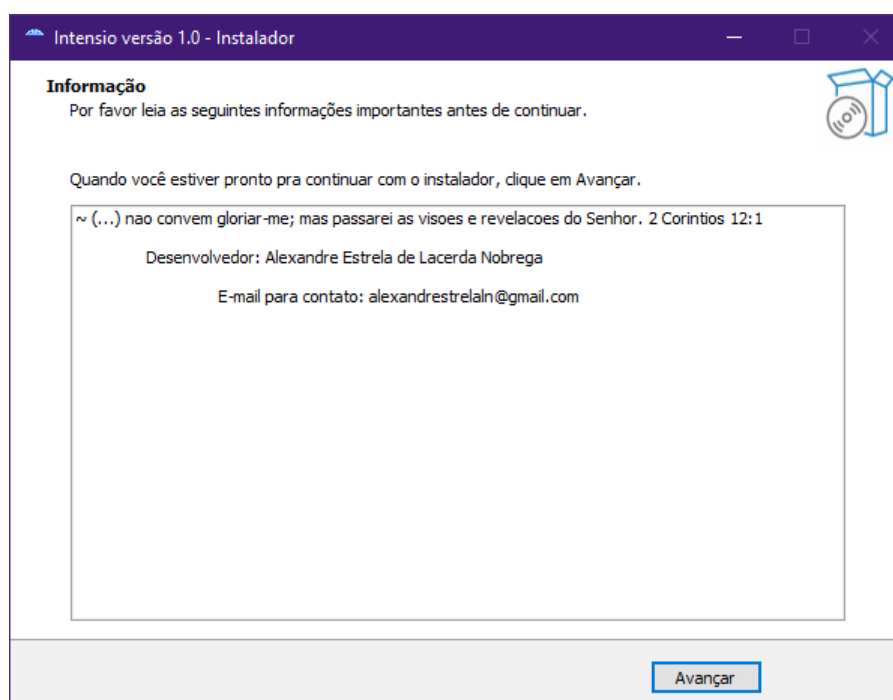 Intensio versão 1.0 - Instalador
Informação
Por favor leia as seguintes informações importantes antes de continuar.
Quando você estiver pronto pra continuar com o instalador, clique em Avançar.
~ (...) nao convem gloriar-me; mas passarei as visoes e revelacoes do Senhor. 2 Corintios 12:1
Desenvolvedor: Alexandre Estrela de Lacerda Nobrega
E-mail para contato: alexandrestrelaln@gmail.com
Avançar